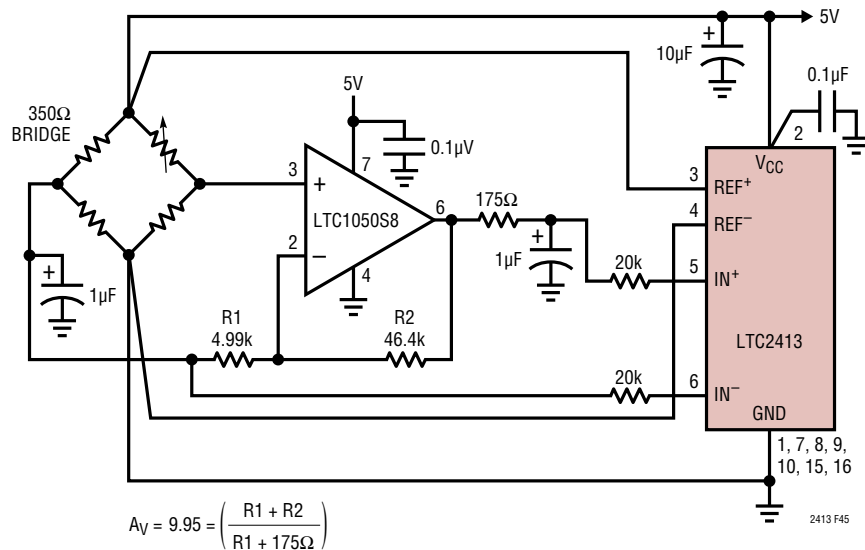 5V
10µF
0.1µF
2
350Ω
BRIDGE
5V
0.1µV
7
3
+
LTC1050S8
6
2
–
4
175Ω
+
1µF
+
1µF
+
VCC
3
REF+
4
REF–
20k
5
IN+
R1
4.99k
R2
46.4k
LTC2413
20k
6
IN–
GND
1, 7, 8, 9,
10, 15, 16
AV = 9.95 = (R1 + R2 / R1 + 175Ω)
2413 F45